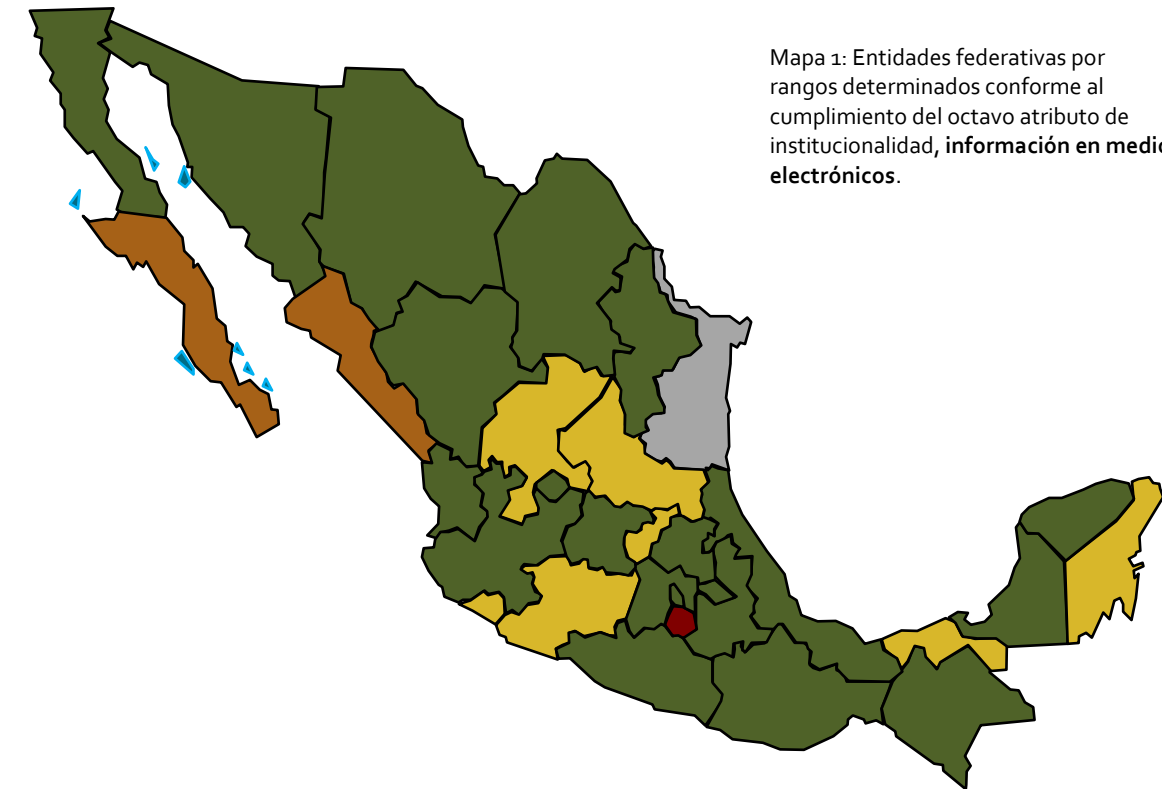 Mapa 1: Entidades federativas por
rangos determinados conforme al
cumplimiento del octavo atributo de
institucionalidad, información en medio
electrónicos.